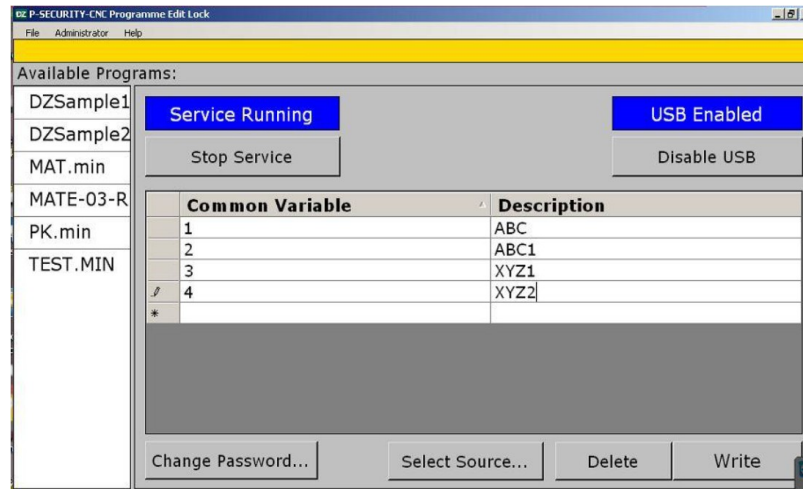 DZ P-SECURITY-CNC Programme Edit Lock
File Administrator Help
Available Programs:
DZSample1
DZSample2
MAT.min
MATE-03-R
PK.min
TEST.MIN
Service Running
USB Enabled
Stop Service
Disable USB
Common Variable Description
1 ABC
2 ABC1
3 XYZ1
4 XYZ2
*
Change Password... Select Source... Delete Write